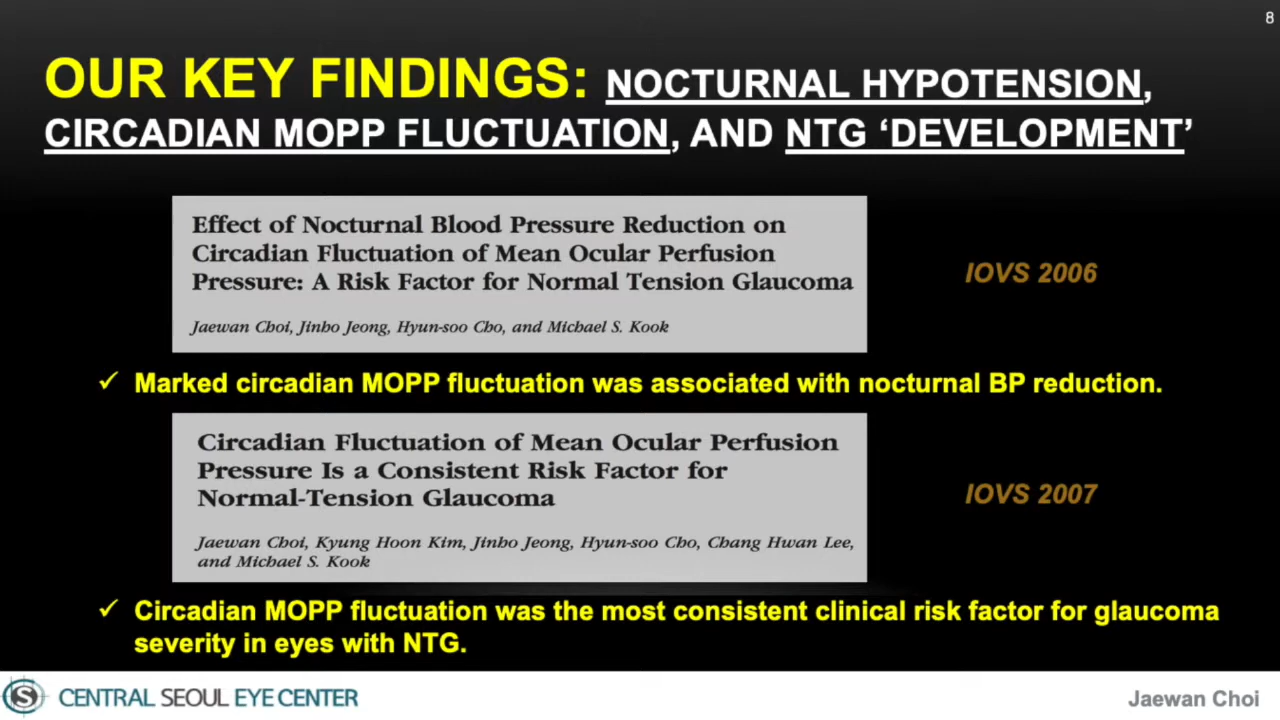 8
OUR KEY FINDINGS: NOCTURNAL HYPOTENSION,
CIRCADIAN MOPP FLUCTUATION, AND NTG ‘DEVELOPMENT’
Effect of Nocturnal Blood Pressure Reduction on
Circadian Fluctuation of Mean Ocular Perfusion
Pressure: A Risk Factor for Normal Tension Glaucoma
Jaewan Choi, Jinho Jeong, Hyun-soo Cho, and Michael S. Kook
IOVS 2006
✓ Marked circadian MOPP fluctuation was associated with nocturnal BP reduction.
Circadian Fluctuation of Mean Ocular Perfusion
Pressure Is a Consistent Risk Factor for
Normal-Tension Glaucoma
Jaewan Choi, Kyung Hoon Kim, Jinho Jeong, Hyun-soo Cho, Chang Hwan Lee,
and Michael S. Kook
IOVS 2007
✓ Circadian MOPP fluctuation was the most consistent clinical risk factor for glaucoma
severity in eyes with NTG.
S CENTRAL SEOUL EYE CENTER
Jaewan Choi